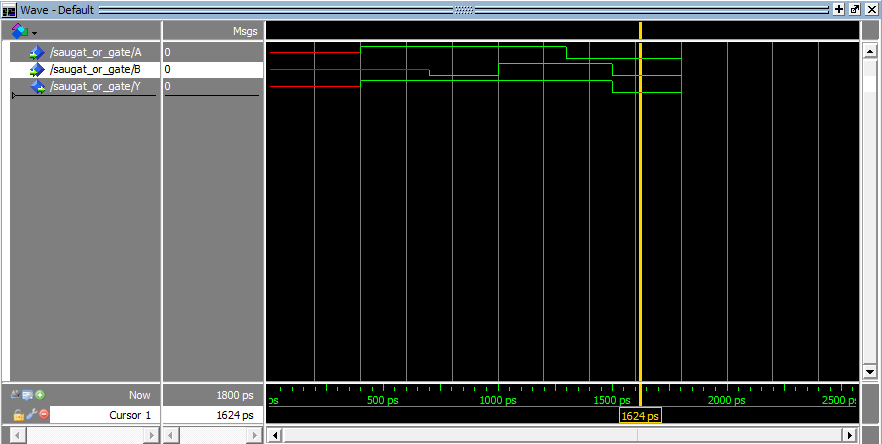 Wave - Default
Msgs
/saugat_or_gate/A 0
/saugat_or_gate/B 0
/saugat_or_gate/Y 0
Now 1800 ps
ps 500 ps 1000 ps 1500 ps 2000 ps 2500 p
Cursor 1 1624 ps
1624 ps